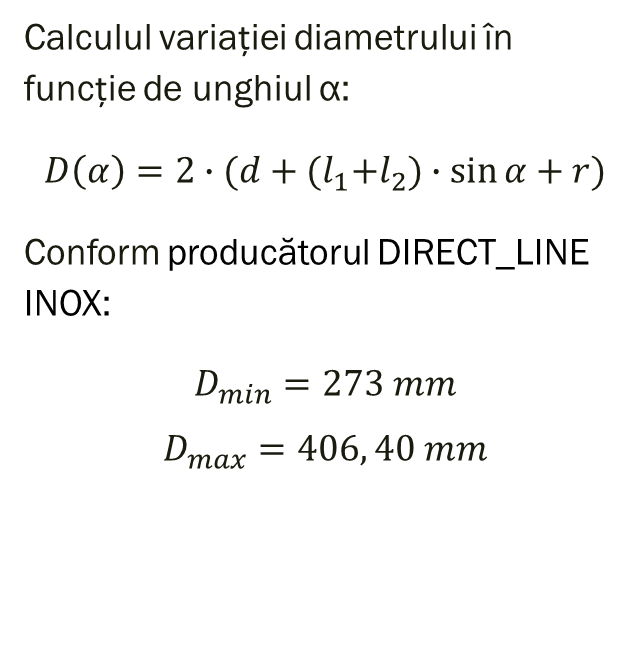 Calculul variației diametrului în
funcție de unghiul α:
D(α) = 2 · (d + (l₁+l₂) · sin α + r)
Conform producătorul DIRECT_LINE
INOX:
Dₘᵢₙ = 273 mm
Dₘₐₓ = 406,40 mm